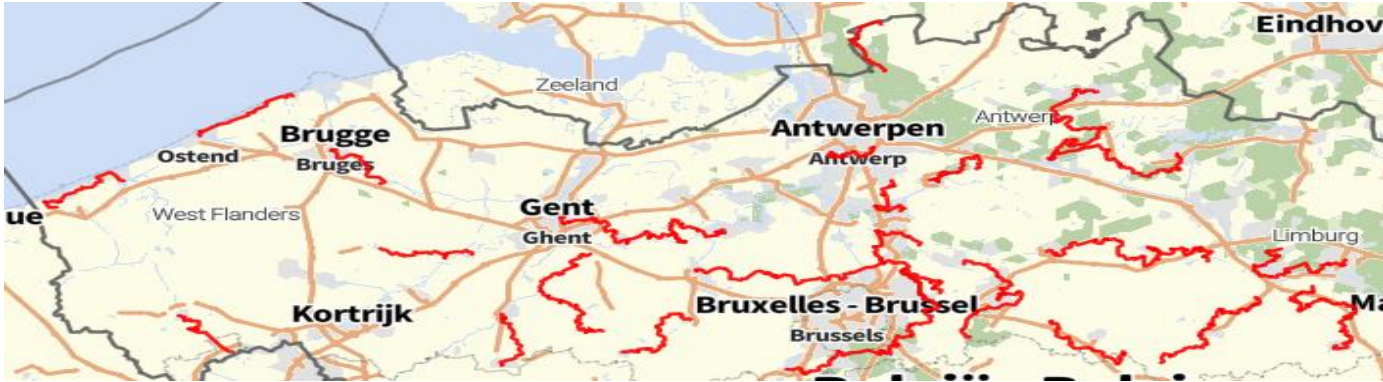 Eindhov
Zeeland
Antwerp
Brugge
Antwerpen
Ostend
Bruges
Antwerp
ue
West Flanders
Gent
Ghent
Limburg
Kortrijk
Bruxelles - Brussel
Ma
Brussels